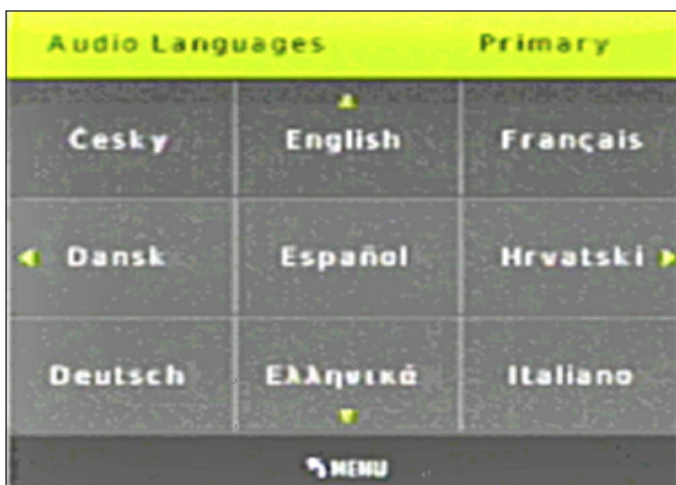 Audio Languages Primary
Česky English Français
Dansk Español Hrvatski
Deutsch Ελληνικά Italiano
MENU